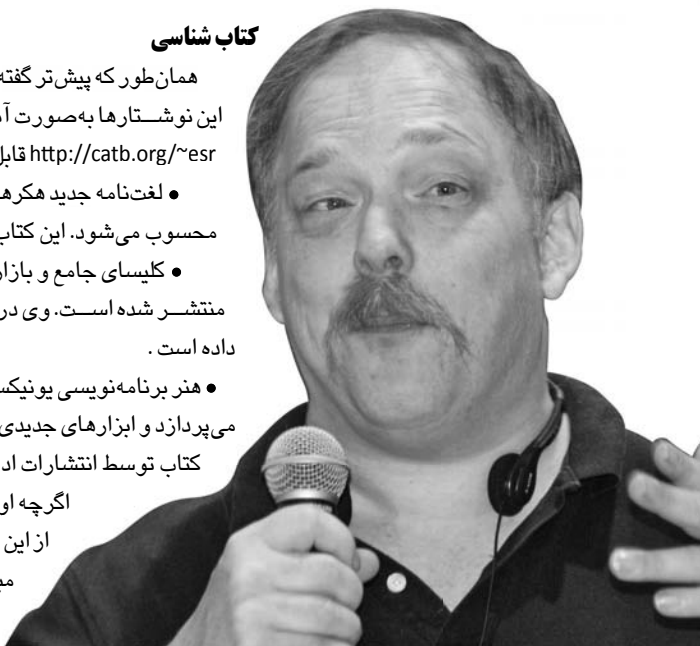 کتاب شناسی
همان‌طور که پیش‌تر گفته
این نوشـــتارها به‌صورت
http://catb.org/~esr
• لغت‌نامه جدید هکرها
محسوب می‌شود. این کتاب
• کلیسای جامع و بازار
منتشـــر شده اســـت. وی در
داده است .
• هنر برنامه‌نویسی یونیکس
می‌پردازد و ابزارهای جدیدی
کتاب توسط انتشارات
اگرچه او
از این